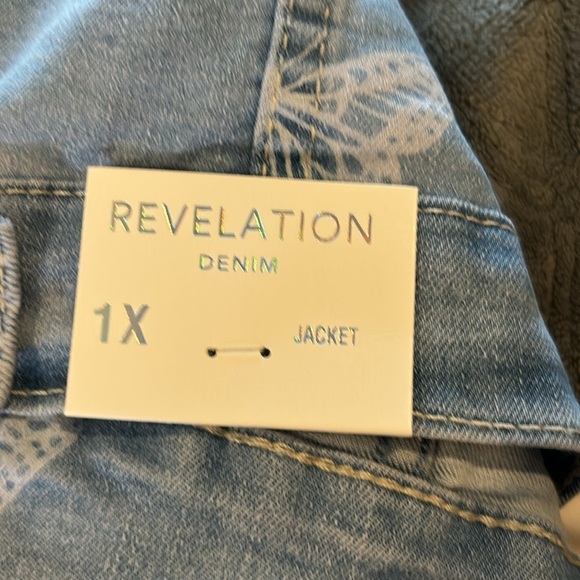 REVELATION
DENIM
1X
JACKET